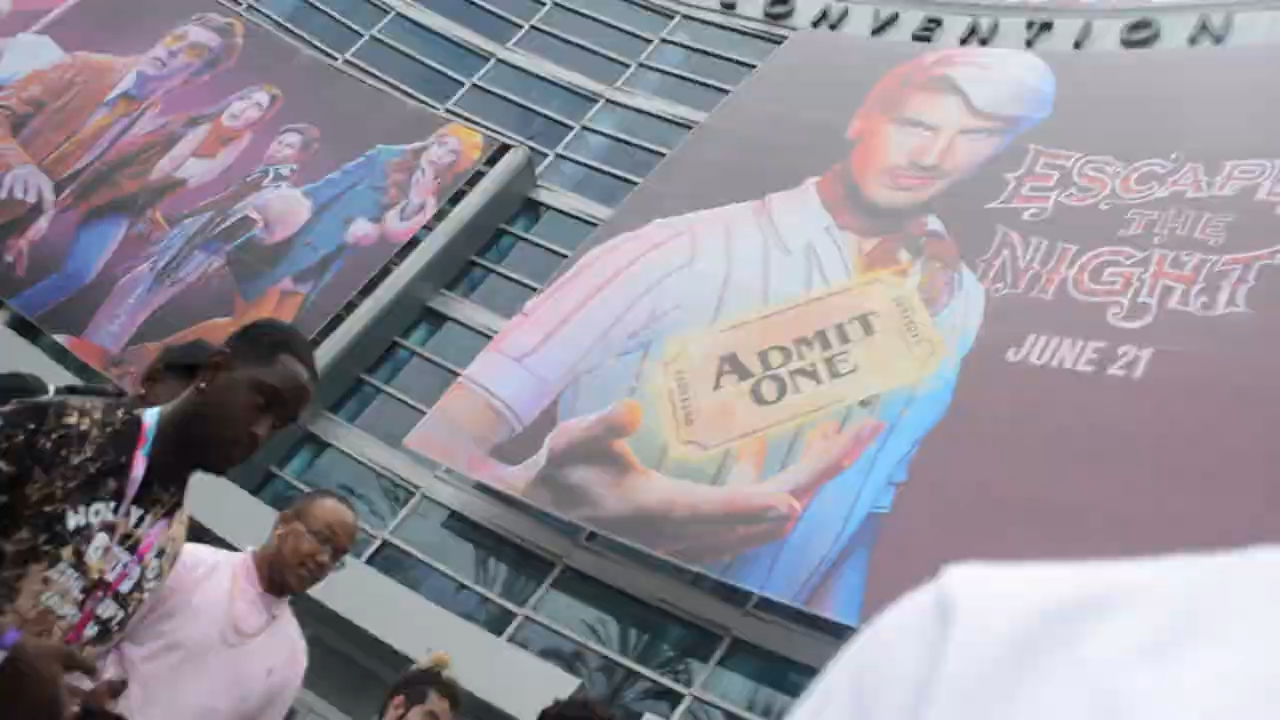 CONVENTION
ESCAPE
THE
NIGHT
JUNE 21
ADMIT
ONE